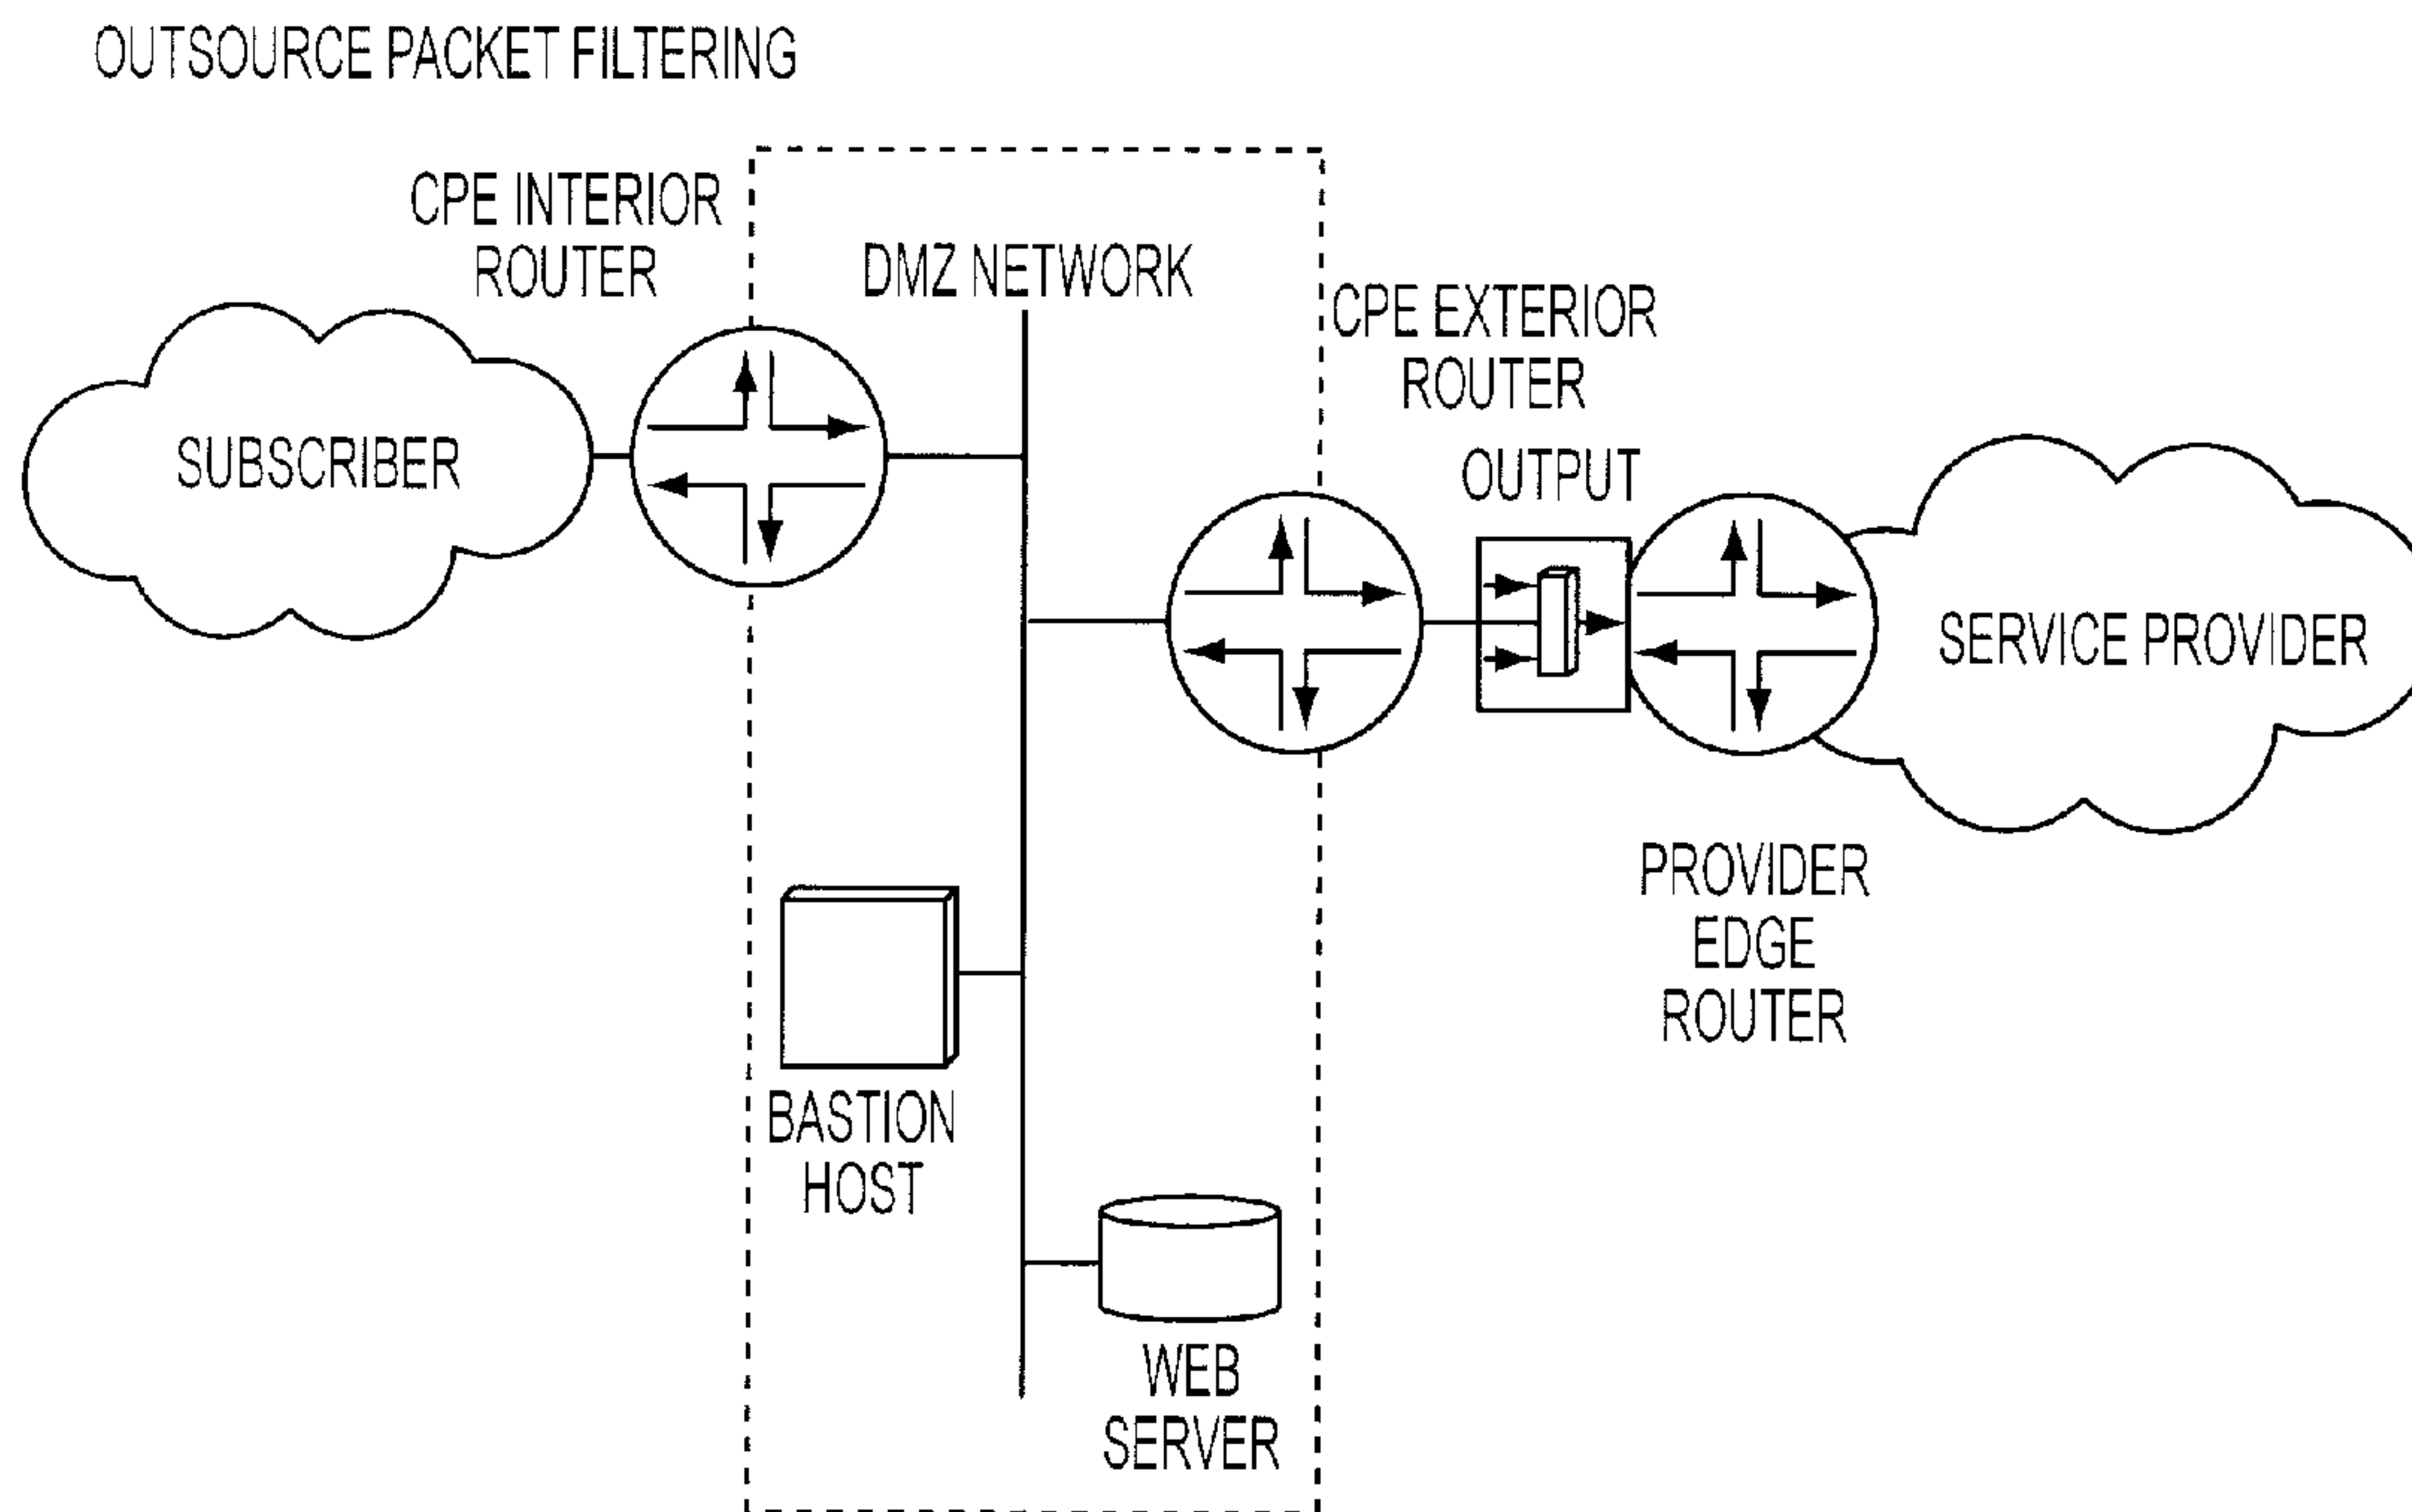 OUTSOURCE PACKET FILTERING
CPE INTERIOR
ROUTER
DMZ NETWORK
CPE EXTERIOR
ROUTER
OUTPUT
SUBSCRIBER
SERVICE PROVIDER
PROVIDER
EDGE
ROUTER
BASTION
HOST
WEB
SERVER